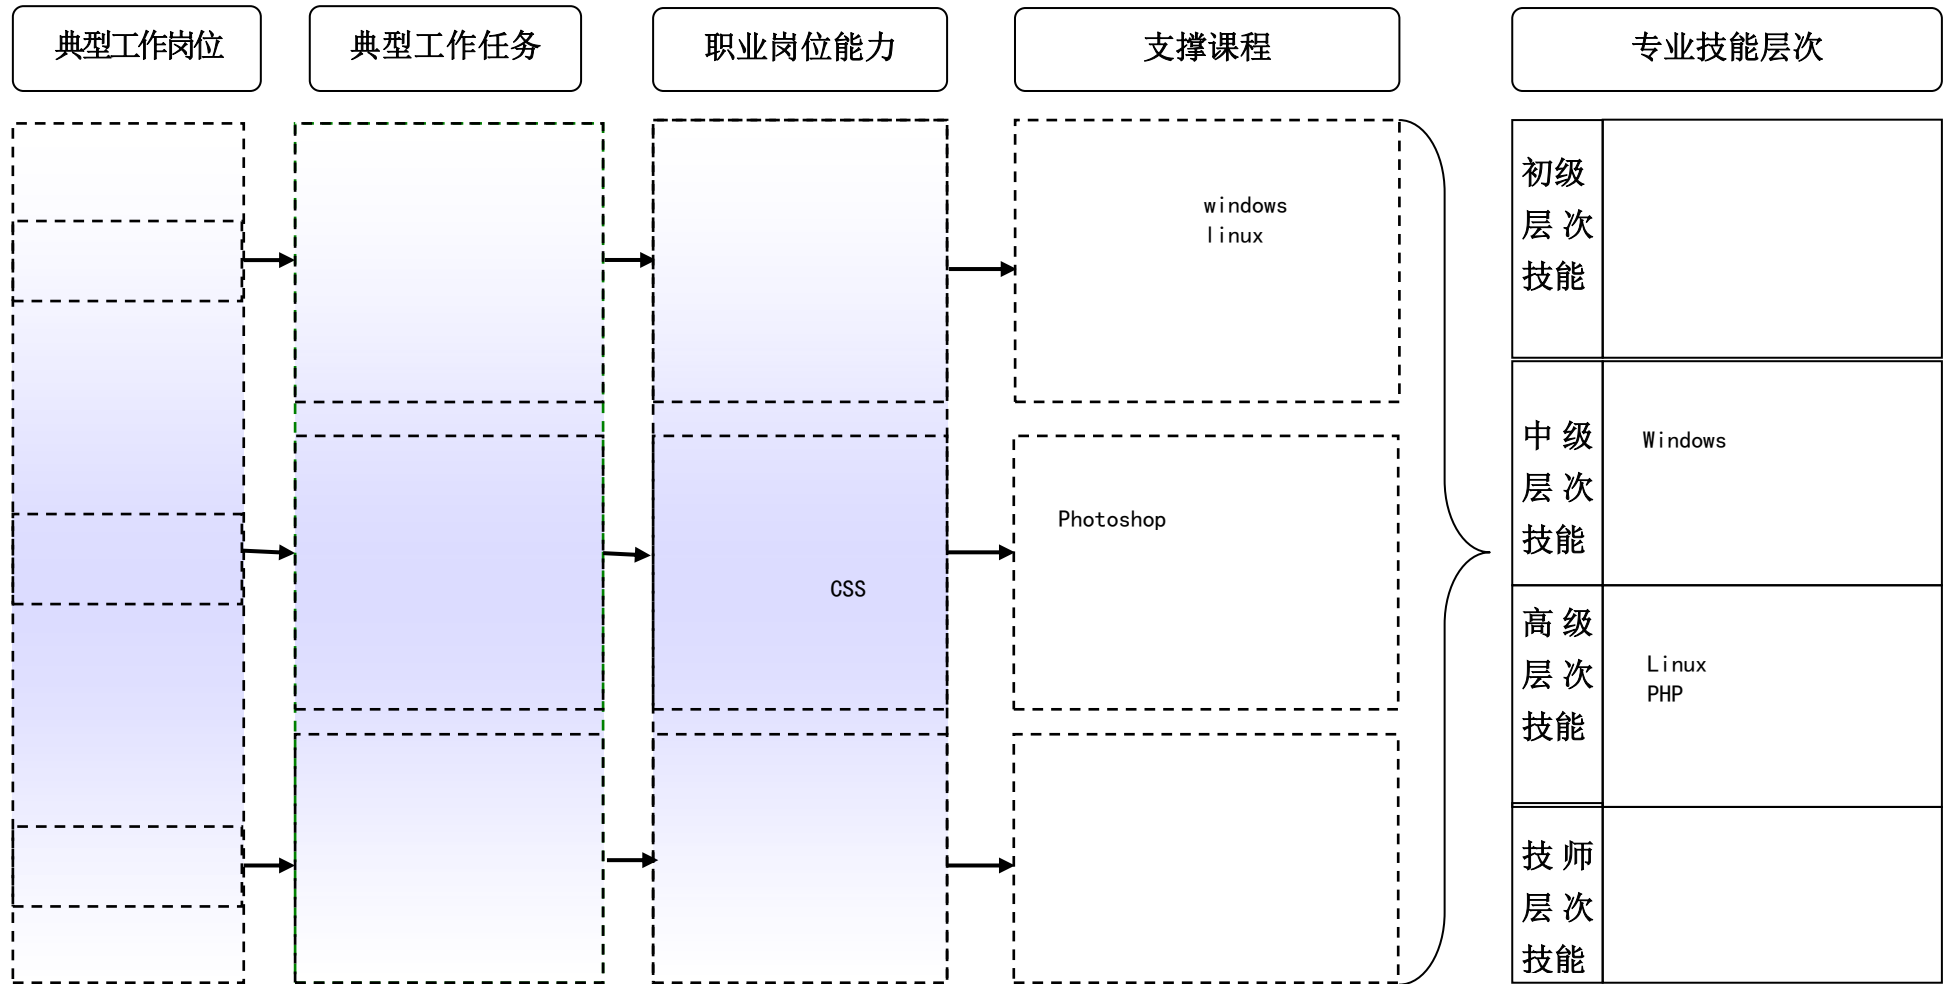 典型工作岗位
典型工作任务
职业岗位能力
支撑课程
专业技能层次
windows
linux
Photoshop
CSS
初级
层次
技能
中级
层次
技能
Windows
高级
层次
技能
Linux
PHP
技师
层次
技能